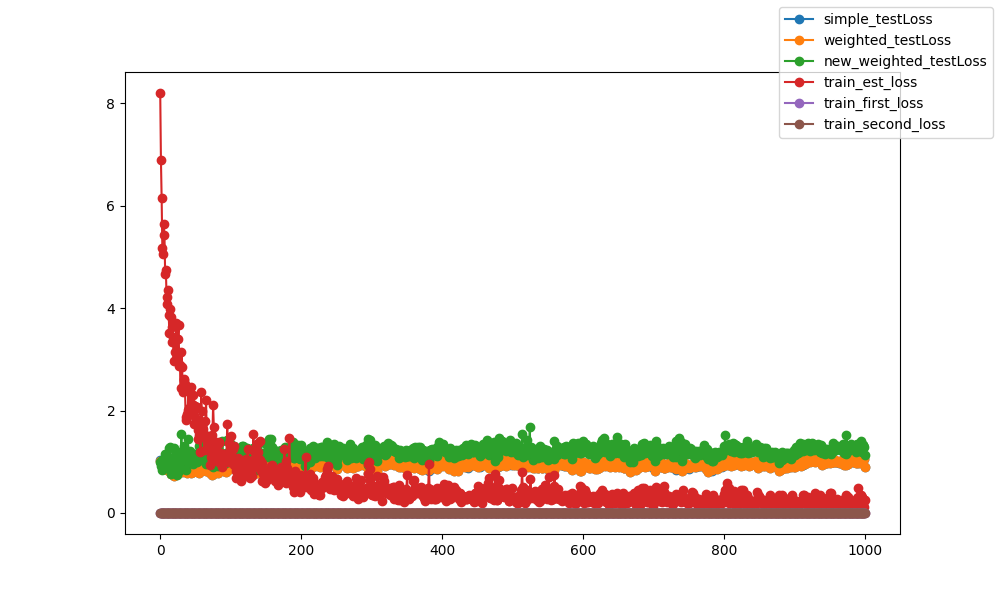 simple_testLoss
weighted_testLoss
new_weighted_testLoss
train_est_loss
train_first_loss
train_second_loss
8
6
4
2
0
0 200 400 600 800 1000